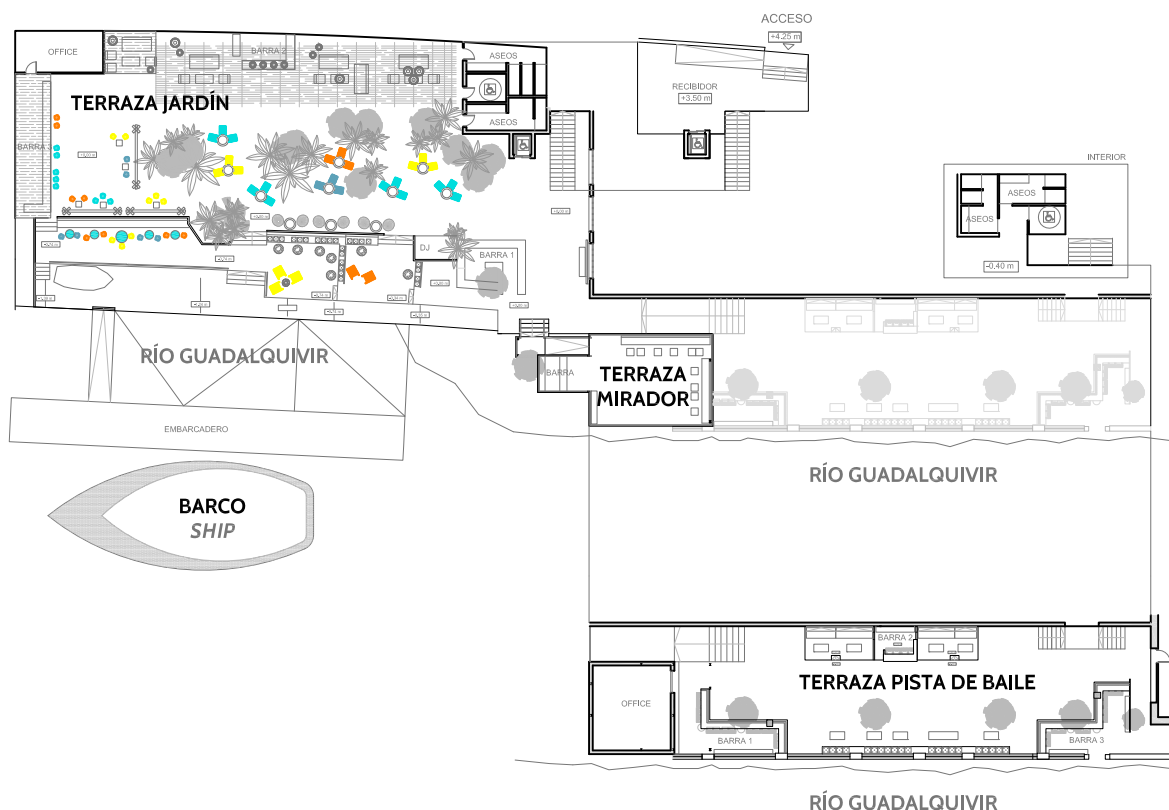 ACCESO
+4.25 m
OFFICE
BARRA 2
ASEOS
RECIBIDOR
+3.50 m
TERRAZA JARDÍN
ASEOS
BARRA 3
INTERIOR
ASEOS
ASEOS
-0.40 m
DJ
BARRA 1
RÍO GUADALQUIVIR
BARRA
TERRAZA
MIRADOR
EMBARCADERO
RÍO GUADALQUIVIR
BARCO
SHIP
BARRA 2
TERRAZA PISTA DE BAILE
OFFICE
BARRA 1
BARRA 3
RÍO GUADALQUIVIR